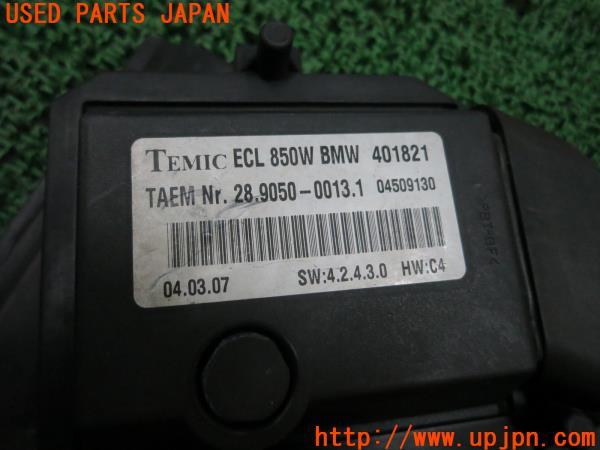 USED PARTS JAPAN
TEMIC ECL 850W BMW 401821
TAEM Nr. 28.9050-0013.1 04509130
04.03.07 SW:4.2.4.3.0 HW:C4
http://www.upjpn.com